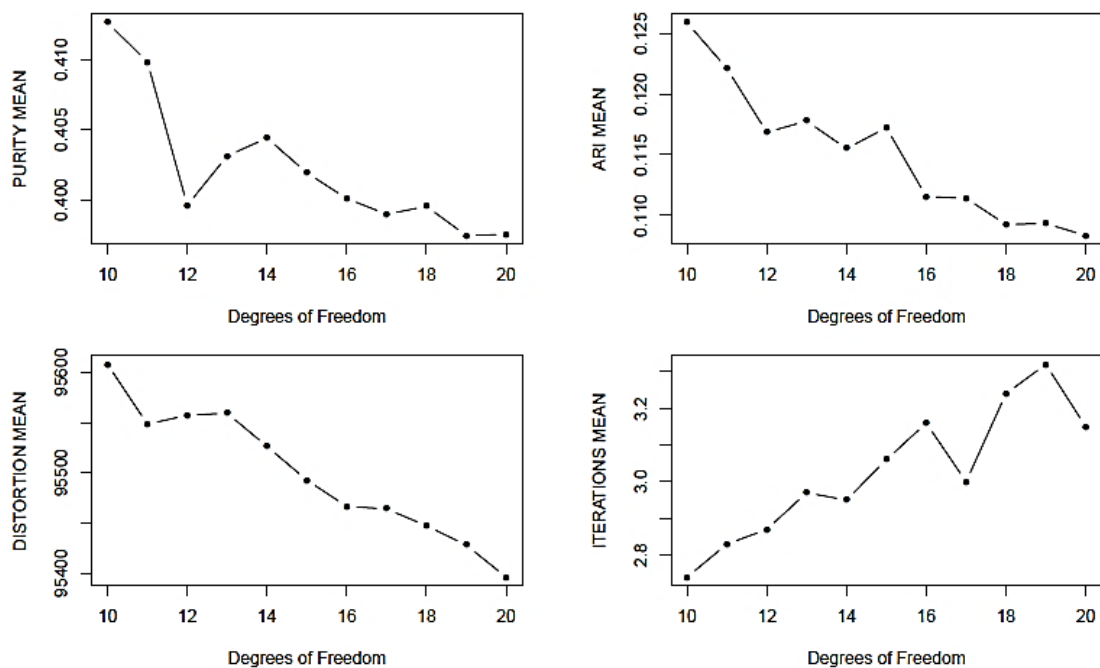 PURITY MEAN
0.400 0.405 0.410
10 12 14 16 18 20
Degrees of Freedom
ARI MEAN
0.110 0.115 0.120 0.125
10 12 14 16 18 20
Degrees of Freedom
DISTORTION MEAN
95400 95500 95600
10 12 14 16 18 20
Degrees of Freedom
ITERATIONS MEAN
2.8 3.0 3.2
10 12 14 16 18 20
Degrees of Freedom